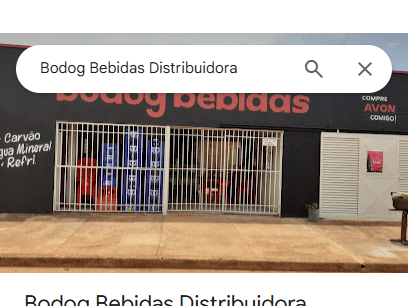 Bodog Bebidas Distribuidora
bodog bebidas
COMPRE
AVON
COMIGO!
Carvão
gua Mineral
Refri.
Bodog Bebidas Distribuidora